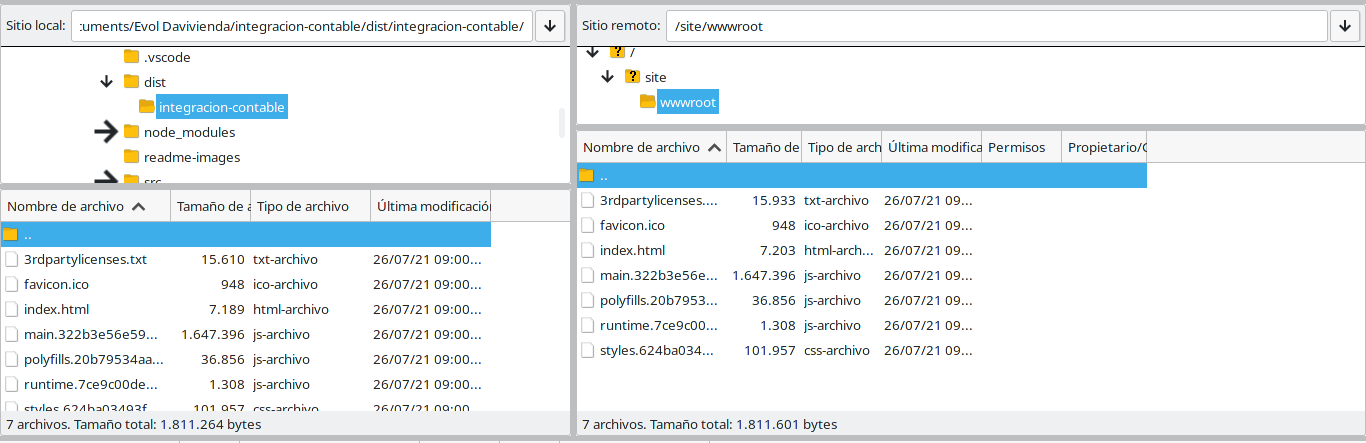 Sitio local: :uments/Evol Davivienda/integracion-contable/dist/integracion-contable/
.vscode
dist
integracion-contable
node_modules
readme-images
src
Nombre de archivo Tamaño de a Tipo de archivo Última modificación
..
3rdpartylicenses.txt 15.610 txt-archivo 26/07/21 09:00...
favicon.ico 948 ico-archivo 26/07/21 09:00...
index.html 7.189 html-archivo 26/07/21 09:00...
main.322b3e56e59... 1.647.396 js-archivo 26/07/21 09:00...
polyfills.20b79534aa... 36.856 js-archivo 26/07/21 09:00...
runtime.7ce9c00de... 1.308 js-archivo 26/07/21 09:00...
styles.624ba03493f... 101.957 css-archivo 26/07/21 09:00...
7 archivos. Tamaño total: 1.811.264 bytes
Sitio remoto: /site/wwwroot
? /
? site
wwwroot
Nombre de archivo Tamaño de Tipo de arch Última modifica Permisos Propietario/G
..
3rdpartylicenses.... 15.933 txt-archivo 26/07/21 09...
favicon.ico 948 ico-archivo 26/07/21 09...
index.html 7.203 html-arch... 26/07/21 09...
main.322b3e56e... 1.647.396 js-archivo 26/07/21 09...
polyfills.20b7953... 36.856 js-archivo 26/07/21 09...
runtime.7ce9c00... 1.308 js-archivo 26/07/21 09...
styles.624ba034... 101.957 css-archivo 26/07/21 09...
7 archivos. Tamaño total: 1.811.601 bytes